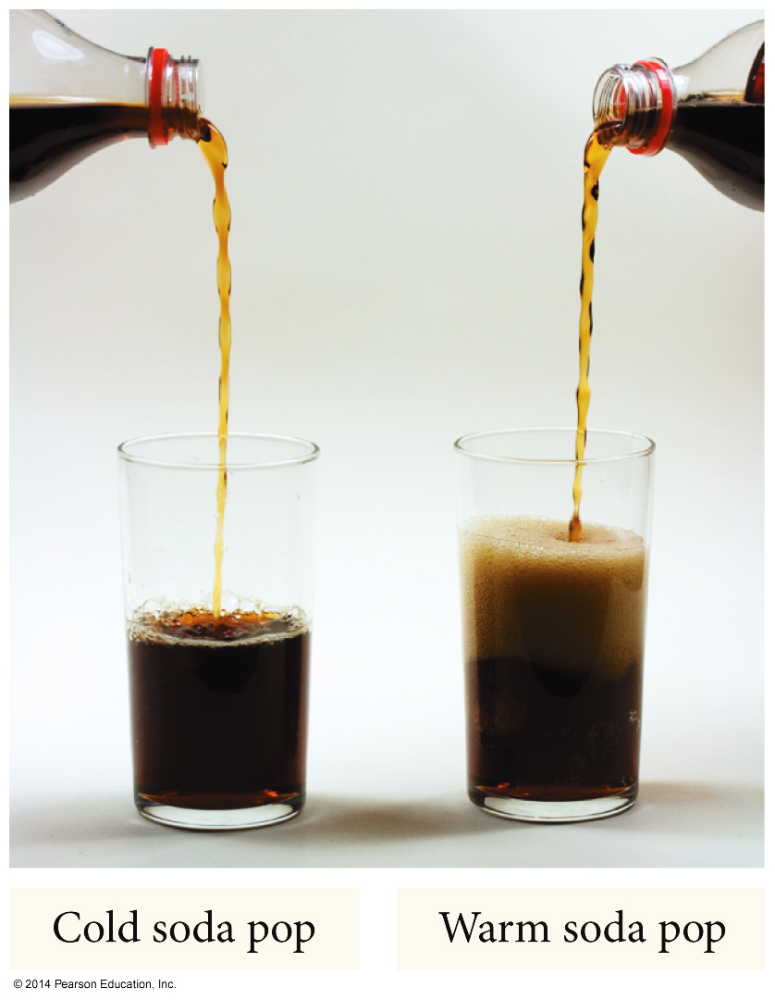 Cold soda pop
Warm soda pop
© 2014 Pearson Education, Inc.